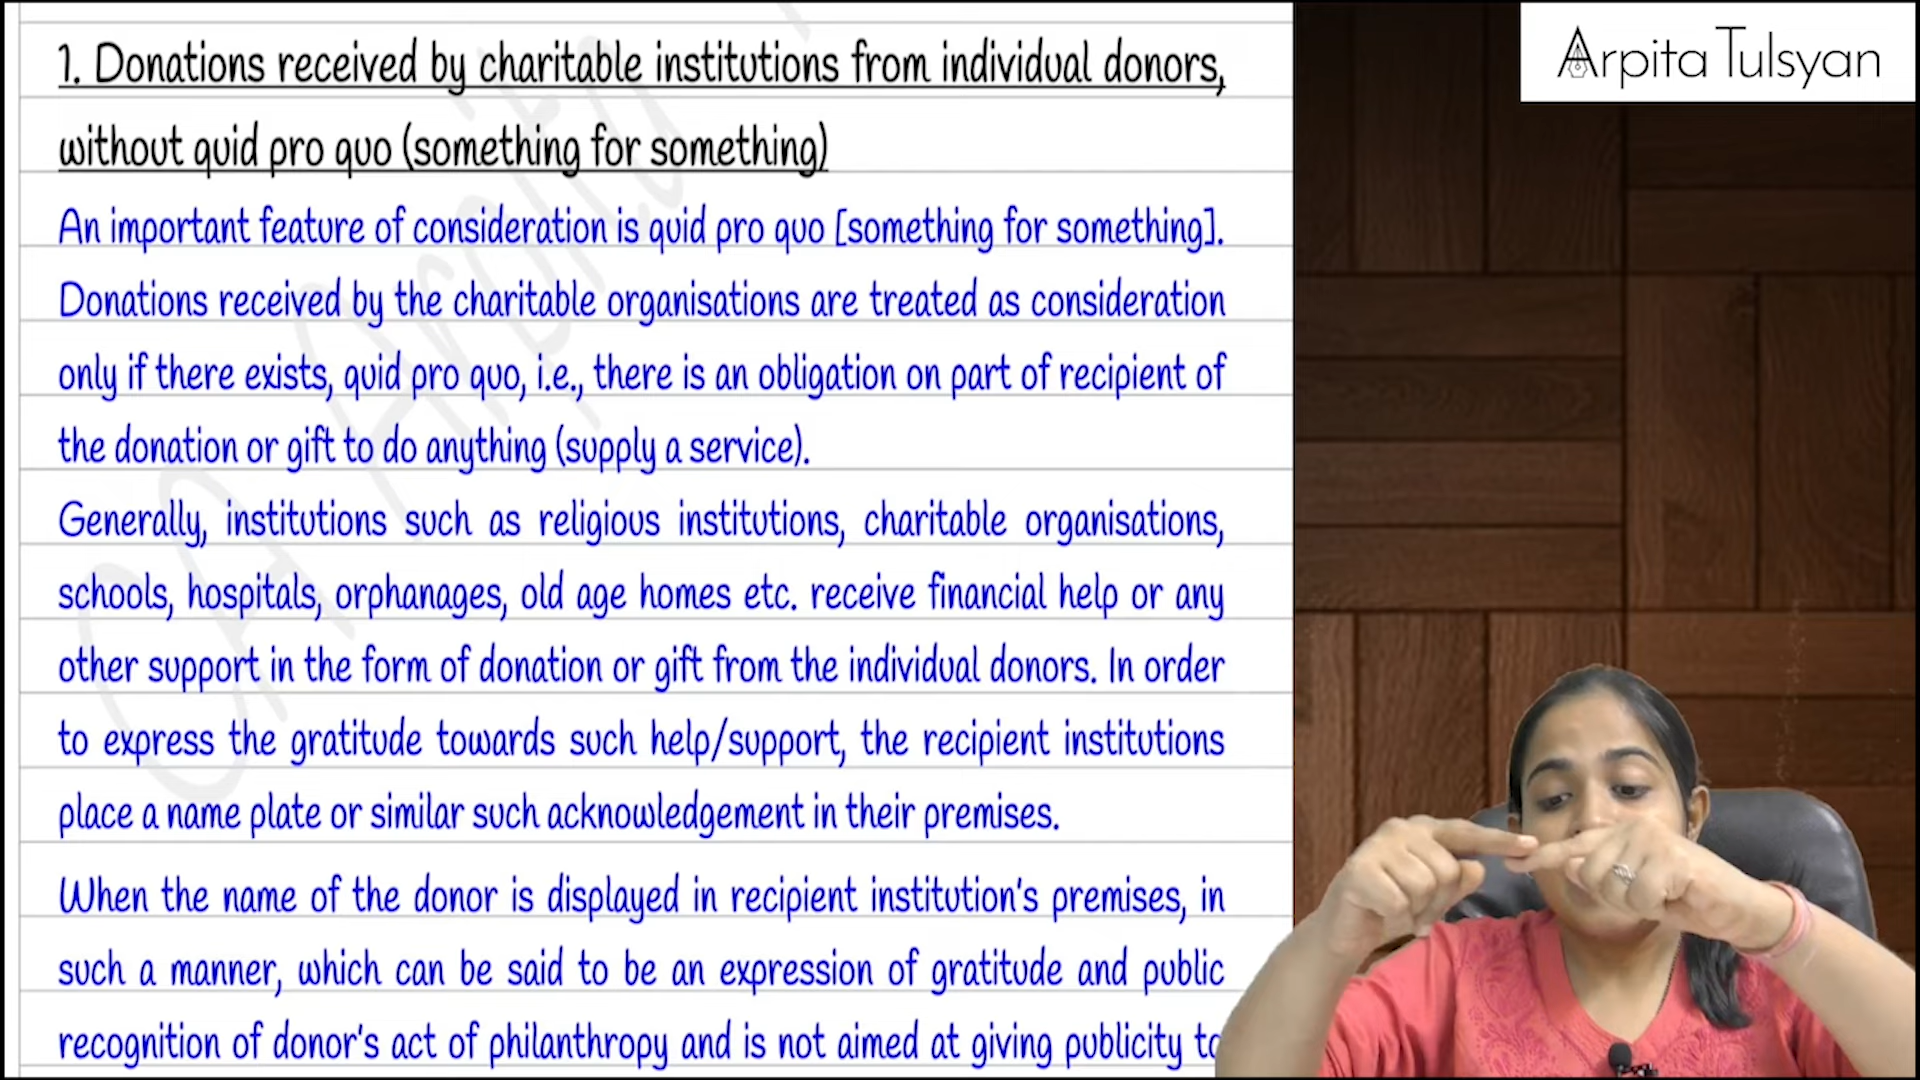 1. Donations received by charitable institutions from individual donors,
without quid pro quo (something for something)
An important feature of consideration is quid pro quo [something for something].
Donations received by the charitable organisations are treated as consideration
only if there exists, quid pro quo, i.e., there is an obligation on part of recipient of
the donation or gift to do anything (supply a service).
Generally, institutions such as religious institutions, charitable organisations,
schools, hospitals, orphanages, old age homes etc. receive financial help or any
other support in the form of donation or gift from the individual donors. In order
to express the gratitude towards such help/support, the recipient institutions
place a name plate or similar such acknowledgement in their premises.
When the name of the donor is displayed in recipient institution's premises, in
such a manner, which can be said to be an expression of gratitude and public
recognition of donor's act of philanthropy and is not aimed at giving publicity to
Arpita Tulsyan
CA Arpita